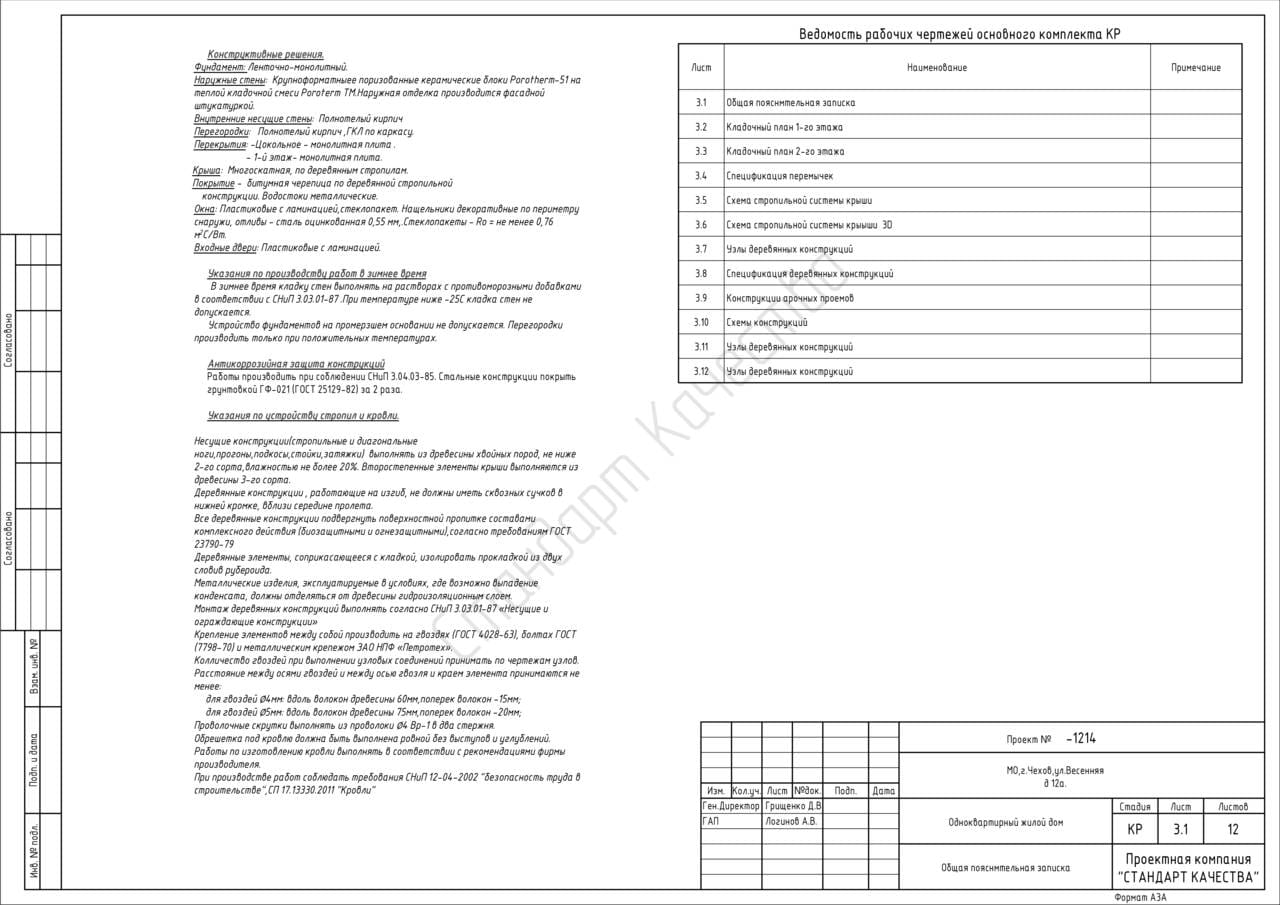 Конструктивные решения.
Фундамент: Ленточно-монолитный.
Наружные стены: Крупноформатныее поризованные керамические блоки Porotherm-51 на
теплой кладочной смеси Poroterm ТМ.Наружная отделка производится фасадной
штукатуркой.
Внутренние несущие стены: Полнотелый кирпич
Перегородки: Полнотелый кирпич ,ГКЛ по каркасу.
Перекрытия: -Цокольное - монолитная плита .
- 1-й этаж- монолитная плита.
Крыша: Многоскатная, по деревянным стропилам.
Покрытие - битумная черепица по деревянной стропильной
конструкции. Водостоки металлические.
Окна: Пластиковые с ламинацией,стеклопакет. Нащельники декоративные по периметру
снаружи, отливы - сталь оцинкованная 0,55 мм,.Стеклопакеты - Ro = не менее 0,76
м²С/Вт.
Входные двери: Пластиковые с ламинацией.
Указания по производству работ в зимнее время
В зимнее время кладку стен выполнять на растворах с противоморозными добавками
в соответствии с СНиП 3.03.01-87 .При температуре ниже -25С кладка стен не
допускается.
Устройство фундаментов на промерзшем основании не допускается. Перегородки
производить только при положительных температурах.
Антикоррозийная защита конструкций
Работы производить при соблюдении СНиП 3.04.03-85. Стальные конструкции покрыть
грунтовкой ГФ-021 (ГОСТ 25129-82) за 2 раза.
Указания по устройству стропил и кровли.
Несущие конструкции(стропильные и диагональные
ноги,прогоны,подкосы,стойки,затяжки) выполнять из древесины хвойных пород, не ниже
2-го сорта,влажностью не более 20%. Второстепенные элементы крыши выполняются из
древесины 3-го сорта.
Деревянные конструкции , работающие на изгиб, не должны иметь сквозных сучков в
нижней кромке, вблизи середине пролета.
Все деревянные конструкции подвергнуть поверхностной пропитке составами
комплексного действия (биозащитными и огнезащитными),согласно требованиям ГОСТ
23790-79
Деревянные элементы, соприкасающееся с кладкой, изолировать прокладкой из двух
словив рубероида.
Металлические изделия, эксплуатируемые в условиях, где возможно выпадение
конденсата, должны отделяться от древесины гидроизоляционным слоем.
Монтаж деревянных конструкций выполнять согласно СНиП 3.03.01-87 «Несущие и
ограждающие конструкции»
Крепление элементов между собой производить на гвоздях (ГОСТ 4028-63), болтах ГОСТ
(7798-70) и металлическим крепежом ЗАО НПФ «Петротех».
Колличество гвоздей при выполнении узловых соединений принимать по чертежам узлов.
Расстояние между осями гвоздей и между осью гвозля и краем элемента принимаются не
менее:
для гвоздей Ø4мм: вдоль волокон древесины 60мм,поперек волокон -15мм;
для гвоздей Ø5мм: вдоль волокон древесины 75мм,поперек волокон -20мм;
Проволочные скрутки выполнять из проволоки Ø4 Вр-1 в два стержня.
Обрешетка под кровлю должна быть выполнена ровной без выступов и углублений.
Работы по изготовлению кровли выполнять в соответствии с рекомендациями фирмы
производителя.
При производстве работ соблюдать требования СНиП 12-04-2002 "безопасность труда в
строительстве",СП 17.13330.2011 "Кровли"
Ведомость рабочих чертежей основного комплекта КР
Лист Наименование Примечание
3.1 Общая пояснмтельная записка
3.2 Кладочный план 1-го этажа
3.3 Кладочный план 2-го этажа
3.4 Спецификация перемычек
3.5 Схема стропильной системы крыши
3.6 Схема стропильной системы крыыши 3D
3.7 Узлы деревянных конструкций
3.8 Спецификация деревянных конструкций
3.9 Конструкции арочных проемов
3.10 Схемы конструкций
3.11 Узлы деревянных конструкций
3.12 Узлы деревянных конструкций
Стандарт Качество
Согласовано
Согласовано
Взам. инв. №
Подп. и дата
Инв. № подл.
Проект № -1214
МО,г.Чехов,ул.Весенняя
д 12а.
Изм. Кол.уч. Лист №док. Подп. Дата
Ген.Директор Грищенко Д.В
ГАП Логинов А.В.
Одноквартирный жилой дом
Стадия Лист Листов
КР 3.1 12
Общая пояснмтельная записка
Проектная компания
"СТАНДАРТ КАЧЕСТВА"
Формат А3А